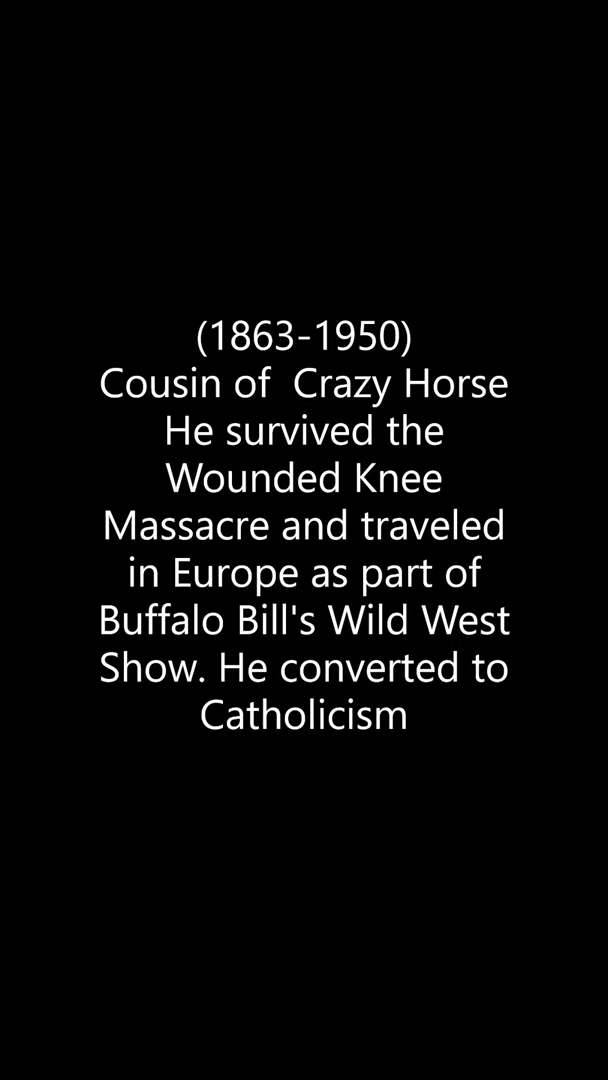 (1863-1950)
Cousin of  Crazy Horse
He survived the
Wounded Knee
Massacre and traveled
in Europe as part of
Buffalo Bill's Wild West
Show. He converted to
Catholicism